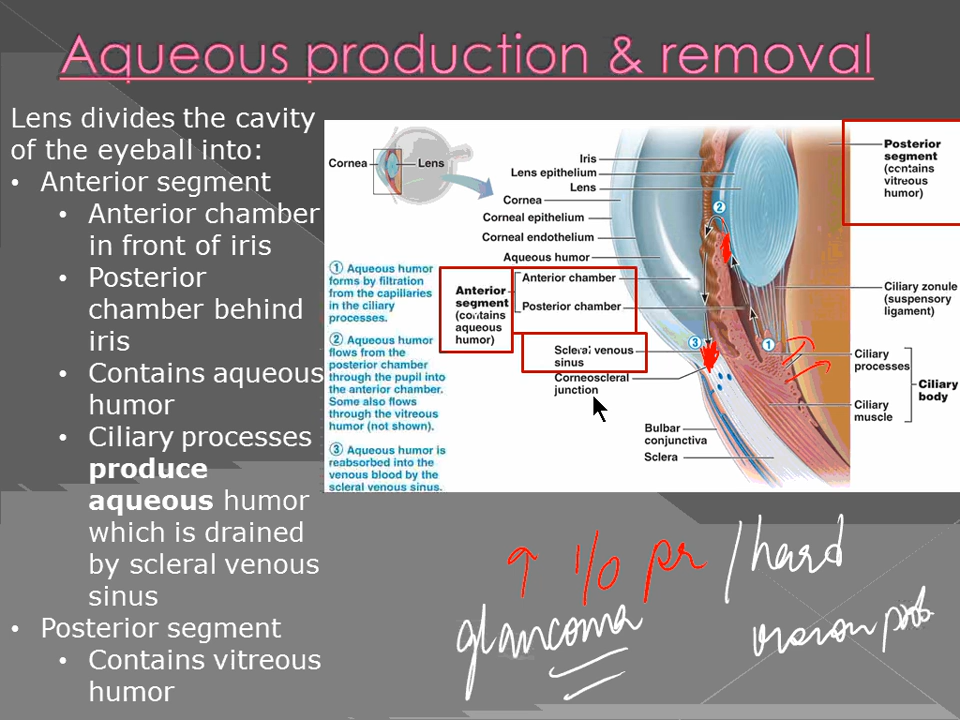 Aqueous production & removal
Lens divides the cavity
of the eyeball into:
• Anterior segment
• Anterior chamber
in front of iris
• Posterior
chamber behind
iris
• Contains aqueous
humor
• Ciliary processes
produce
aqueous humor
which is drained
by scleral venous
sinus
• Posterior segment
• Contains vitreous
humor
Cornea
Lens
Iris
Lens epithelium
Lens
Cornea
Corneal epithelium
Corneal endothelium
Aqueous humor
Anterior chamber
Posterior chamber
Anterior
segment
(contains
aqueous
humor)
Scleral venous
sinus
Corneoscleral
junction
Bulbar
conjunctiva
Sclera
① Aqueous humor
forms by filtration
from the capillaries
in the ciliary
processes.
② Aqueous humor
flows from the
posterior chamber
through the pupil into
the anterior chamber.
Some also flows
through the vitreous
humor (not shown).
③ Aqueous humor is
reabsorbed into the
venous blood by the
scleral venous sinus.
2
3
1
Posterior
segment
(contains
vitreous
humor)
Ciliary zonule
(suspensory
ligament)
Ciliary
processes
Ciliary
muscle
Ciliary
body
↑ I/O pr / hard
glaucoma
vision prob